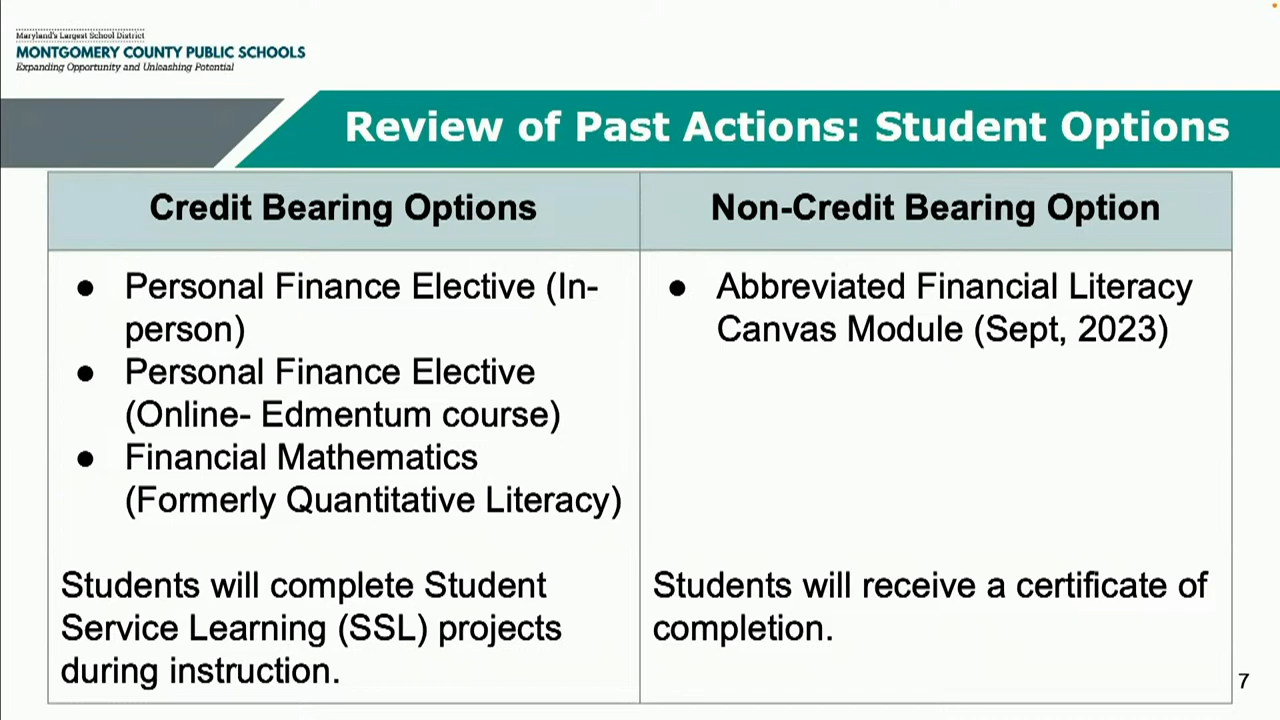 Maryland's Largest School District
MONTGOMERY COUNTY PUBLIC SCHOOLS
Expanding Opportunity and Unleashing Potential
Review of Past Actions: Student Options
Credit Bearing Options
● Personal Finance Elective (In-
person)
● Personal Finance Elective
(Online- Edmentum course)
● Financial Mathematics
(Formerly Quantitative Literacy)
Students will complete Student
Service Learning (SSL) projects
during instruction.
Non-Credit Bearing Option
● Abbreviated Financial Literacy
Canvas Module (Sept, 2023)
Students will receive a certificate of
completion.
7